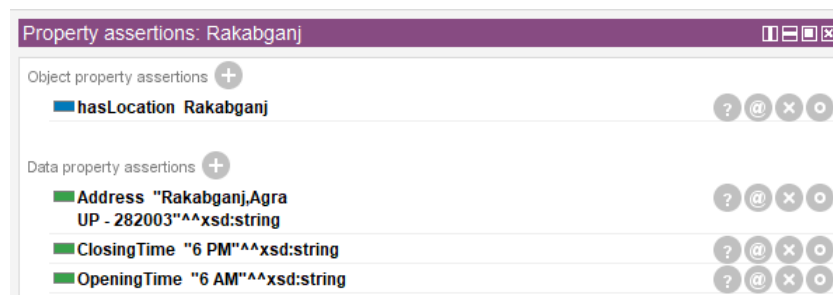 Property assertions: Rakabganj
Object property assertions
hasLocation Rakabganj
Data property assertions
Address "Rakabganj,Agra
UP - 282003"^^xsd:string
ClosingTime "6 PM"^^xsd:string
OpeningTime "6 AM"^^xsd:string